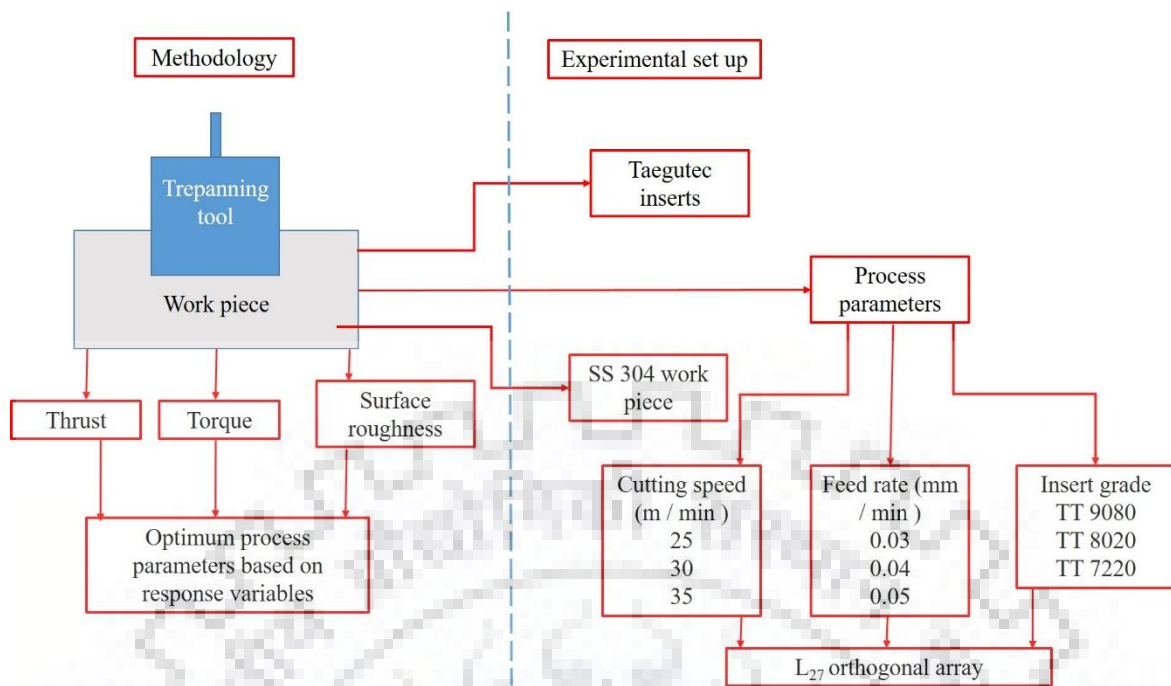 Methodology
Experimental set up
Trepanning
tool
Work piece
Taegutec
inserts
Process
parameters
SS 304 work
piece
Thrust
Torque
Surface
roughness
Optimum process
parameters based on
response variables
Cutting speed
(m / min )
25
30
35
Feed rate (mm
/ min )
0.03
0.04
0.05
Insert grade
TT 9080
TT 8020
TT 7220
L₂₇ orthogonal array